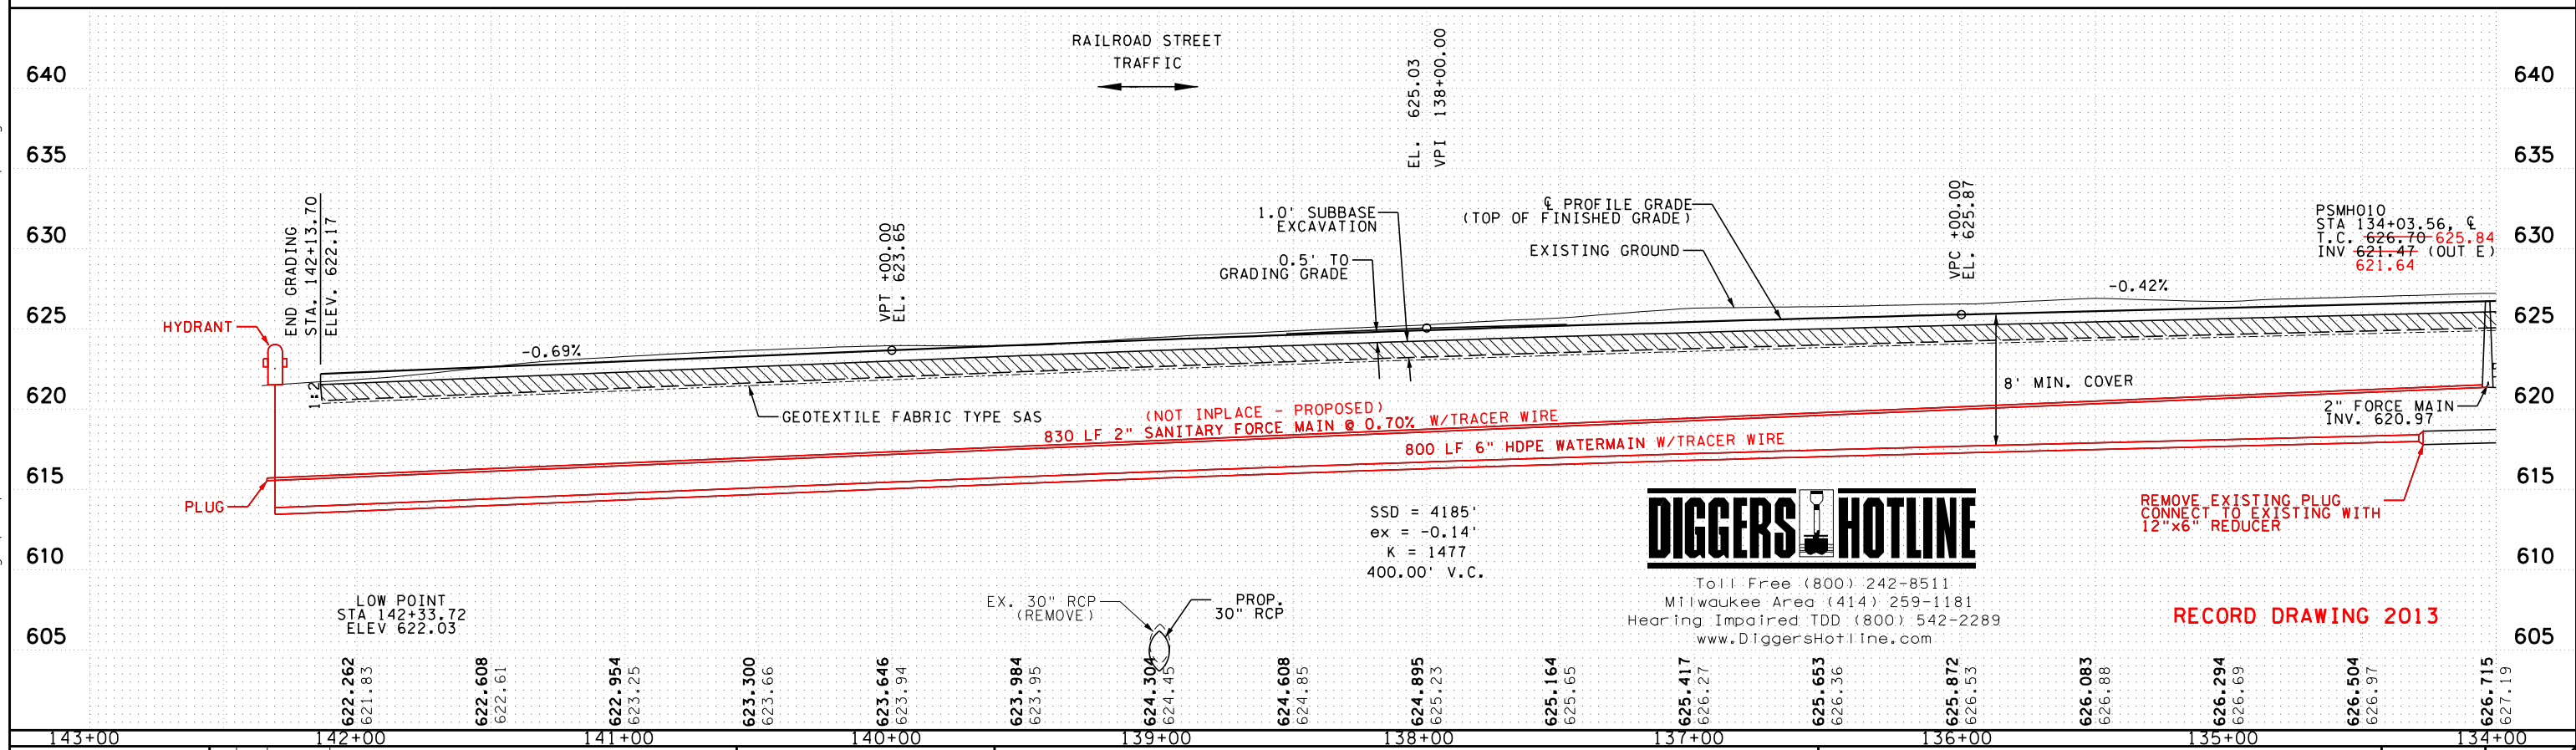 RAILROAD STREET
TRAFFIC
640
640
635
635
630
630
625
625
620
620
615
615
610
610
605
605
EL. 625.03
VPI 138+00.00
END GRADING
STA. 142+13.70
ELEV. 622.17
HYDRANT
1:2
-0.69%
VPT +00.00
EL. 623.65
1.0' SUBBASE
EXCAVATION
0.5' TO
GRADING GRADE
℄ PROFILE GRADE
(TOP OF FINISHED GRADE)
EXISTING GROUND
VPC +00.00
EL. 625.87
-0.42%
PSMH010
STA 134+03.56, ℄
T.C. 626.70 625.84
INV 621.47 (OUT E)
621.64
GEOTEXTILE FABRIC TYPE SAS
(NOT INPLACE - PROPOSED)
830 LF 2" SANITARY FORCE MAIN @ 0.70% W/TRACER WIRE
800 LF 6" HDPE WATERMAIN W/TRACER WIRE
8' MIN. COVER
2" FORCE MAIN
INV. 620.97
PLUG
REMOVE EXISTING PLUG
CONNECT TO EXISTING WITH
12"x6" REDUCER
SSD = 4185'
ex = -0.14'
K = 1477
400.00' V.C.
DIGGERS HOTLINE
Toll Free (800) 242-8511
Milwaukee Area (414) 259-1181
Hearing Impaired TDD (800) 542-2289
www.DiggersHotline.com
LOW POINT
STA 142+33.72
ELEV 622.03
EX. 30" RCP
(REMOVE)
PROP.
30" RCP
RECORD DRAWING 2013
622.262
621.83
622.608
622.61
622.954
623.25
623.300
623.66
623.646
623.94
623.984
623.95
624.304
624.45
624.608
624.85
624.895
625.23
625.164
625.65
625.417
626.27
625.653
626.36
625.872
626.53
626.083
626.88
626.294
626.69
626.504
626.97
626.715
627.19
143+00
142+00
141+00
140+00
139+00
138+00
137+00
136+00
135+00
134+00